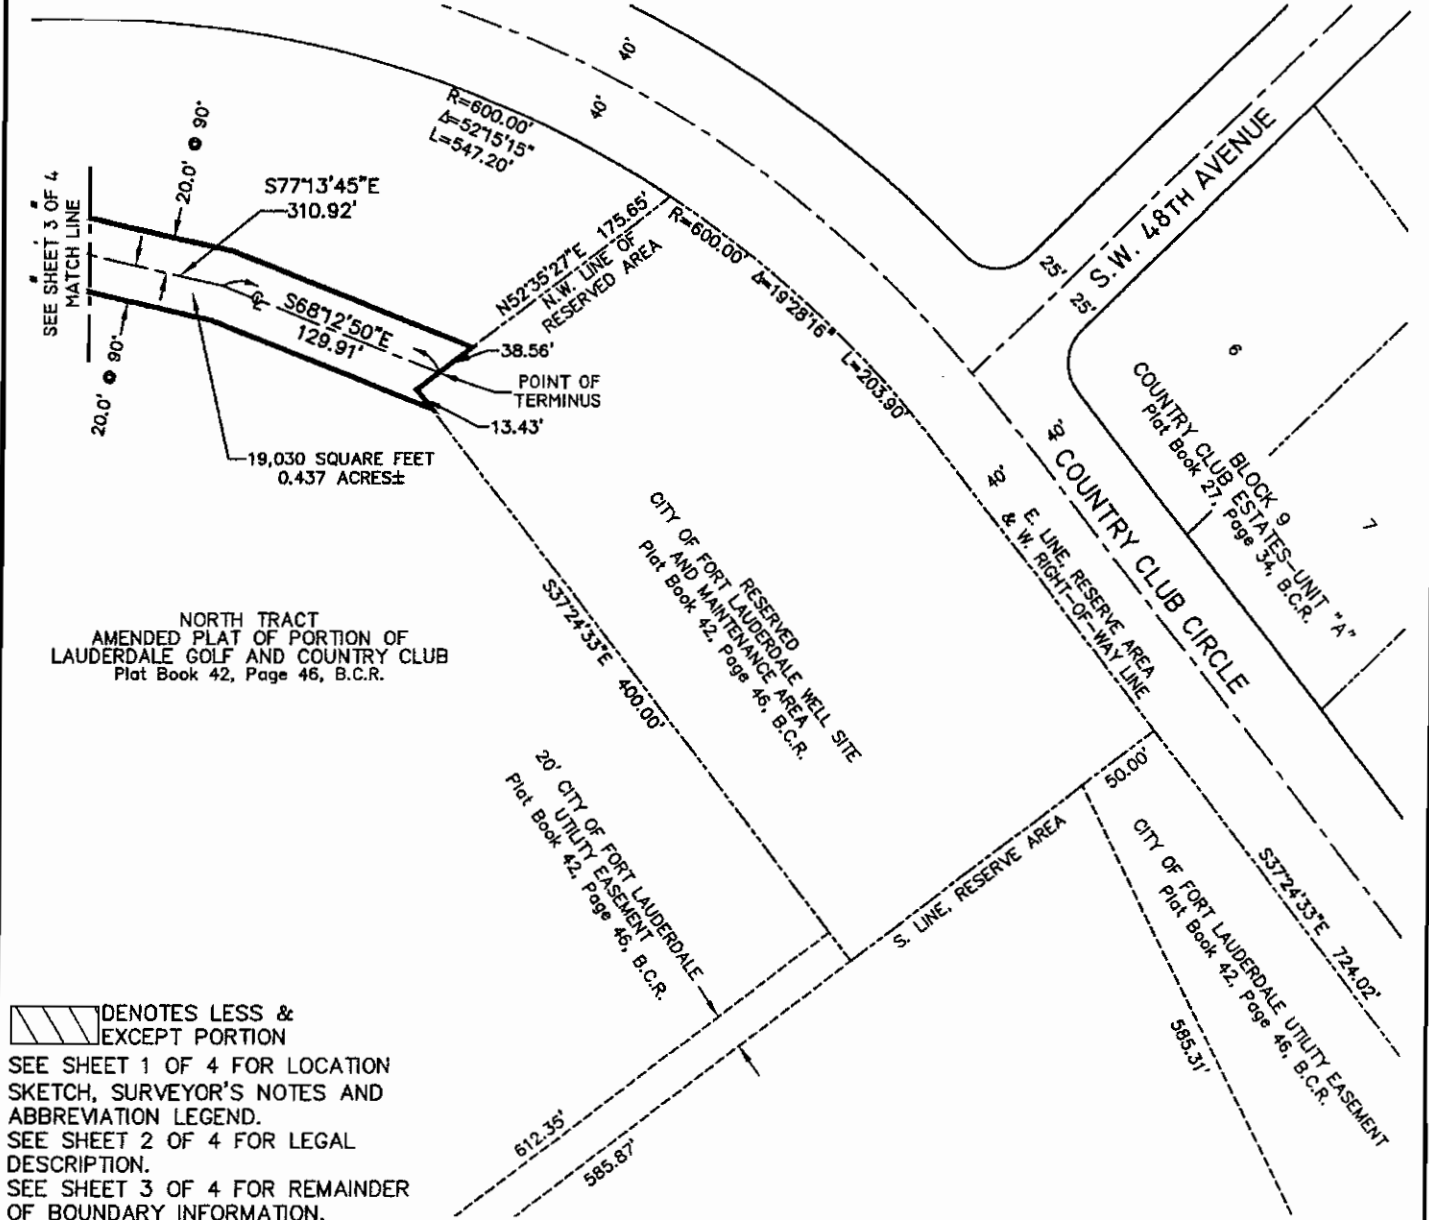 40'
40'
R=600.00'
Δ=52°15'15"
L=547.20'
20.0' @ 90°
S77°13'45"E
310.92'
SEE SHEET 3 OF 4
MATCH LINE
N52°35'27"E 175.65'
N.W. LINE OF
RESERVED AREA
R=600.00' Δ=19°28'16" L=203.90'
25'
S.W. 48TH AVENUE
25'
℄
S68°12'50"E
129.91'
38.56'
POINT OF
TERMINUS
13.43'
20.0' @ 90°
19,030 SQUARE FEET
0.437 ACRES±
6
BLOCK 9
COUNTRY CLUB ESTATES-UNIT "A"
Plat Book 27, Page 34, B.C.R.
7
40'
COUNTRY CLUB CIRCLE
40'
E. LINE, RESERVE AREA
& W. RIGHT-OF-WAY LINE
RESERVED
CITY OF FORT LAUDERDALE WELL SITE
AND MAINTENANCE AREA
Plat Book 42, Page 46, B.C.R.
S37°24'33"E 400.00'
NORTH TRACT
AMENDED PLAT OF PORTION OF
LAUDERDALE GOLF AND COUNTRY CLUB
Plat Book 42, Page 46, B.C.R.
20' CITY OF FORT LAUDERDALE
UTILITY EASEMENT
Plat Book 42, Page 46, B.C.R.
50.00'
S. LINE, RESERVE AREA
CITY OF FORT LAUDERDALE UTILITY EASEMENT
Plat Book 42, Page 46, B.C.R.
S37°24'33"E 724.02'
585.31'
612.35'
585.87'
DENOTES LESS &
EXCEPT PORTION
SEE SHEET 1 OF 4 FOR LOCATION
SKETCH, SURVEYOR'S NOTES AND
ABBREVIATION LEGEND.
SEE SHEET 2 OF 4 FOR LEGAL
DESCRIPTION.
SEE SHEET 3 OF 4 FOR REMAINDER
OF BOUNDARY INFORMATION.